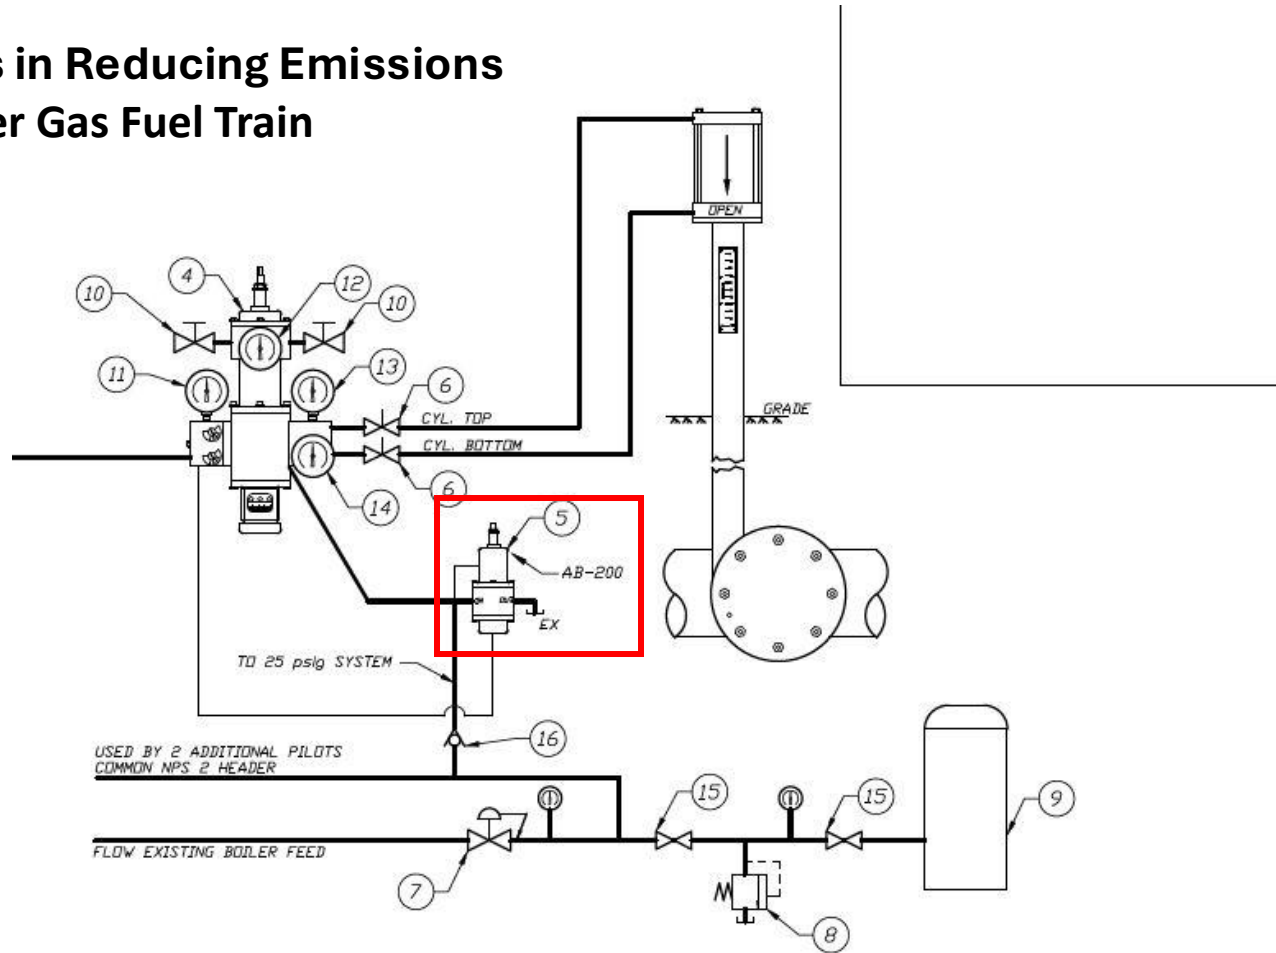 s in Reducing Emissions
er Gas Fuel Train
OPEN
4
12
10
10
11
13
6
CYL. TOP
GRADE
CYL. BOTTOM
6
14
5
AB-200
EX
TO 25 psig SYSTEM
16
USED BY 2 ADDITIONAL PILOTS
COMMON NPS 2 HEADER
15
15
9
FLOW EXISTING BOILER FEED
7
8